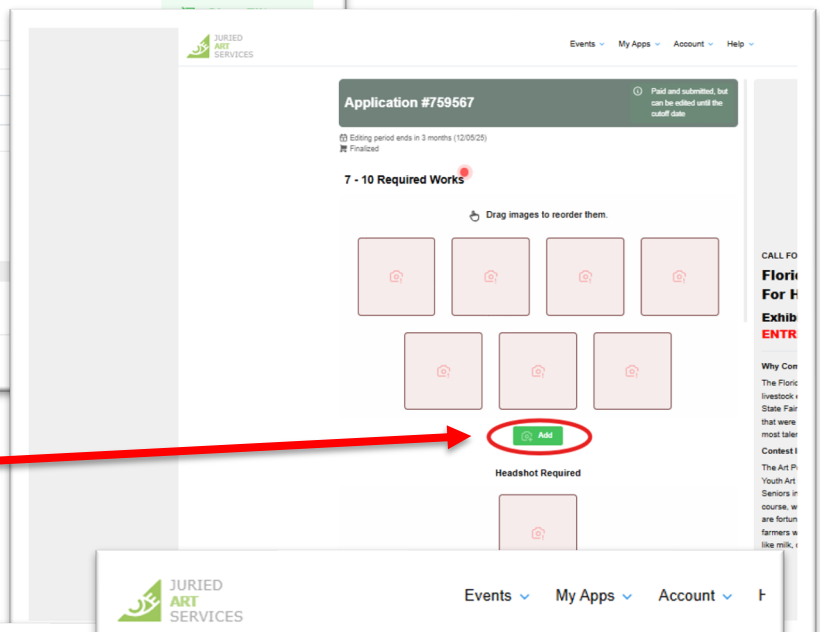 JURIED
ART
SERVICES
Events My Apps Account Help
Application #759567
Paid and submitted, but
can be edited until the
cutoff date
Editing period ends in 3 months (12/05/25)
Finalized
7 - 10 Required Works
Drag images to reorder them.
Add
Headshot Required
CALL FO
Flori
For H
Exhib
ENTR
Why Con
The Floric
livestock
State Fair
that were
most taler
Contest I
The Art P
Youth Art
Seniors in
course, w
are fortun
farmers w
like milk,
JURIED
ART
SERVICES
Events My Apps Account